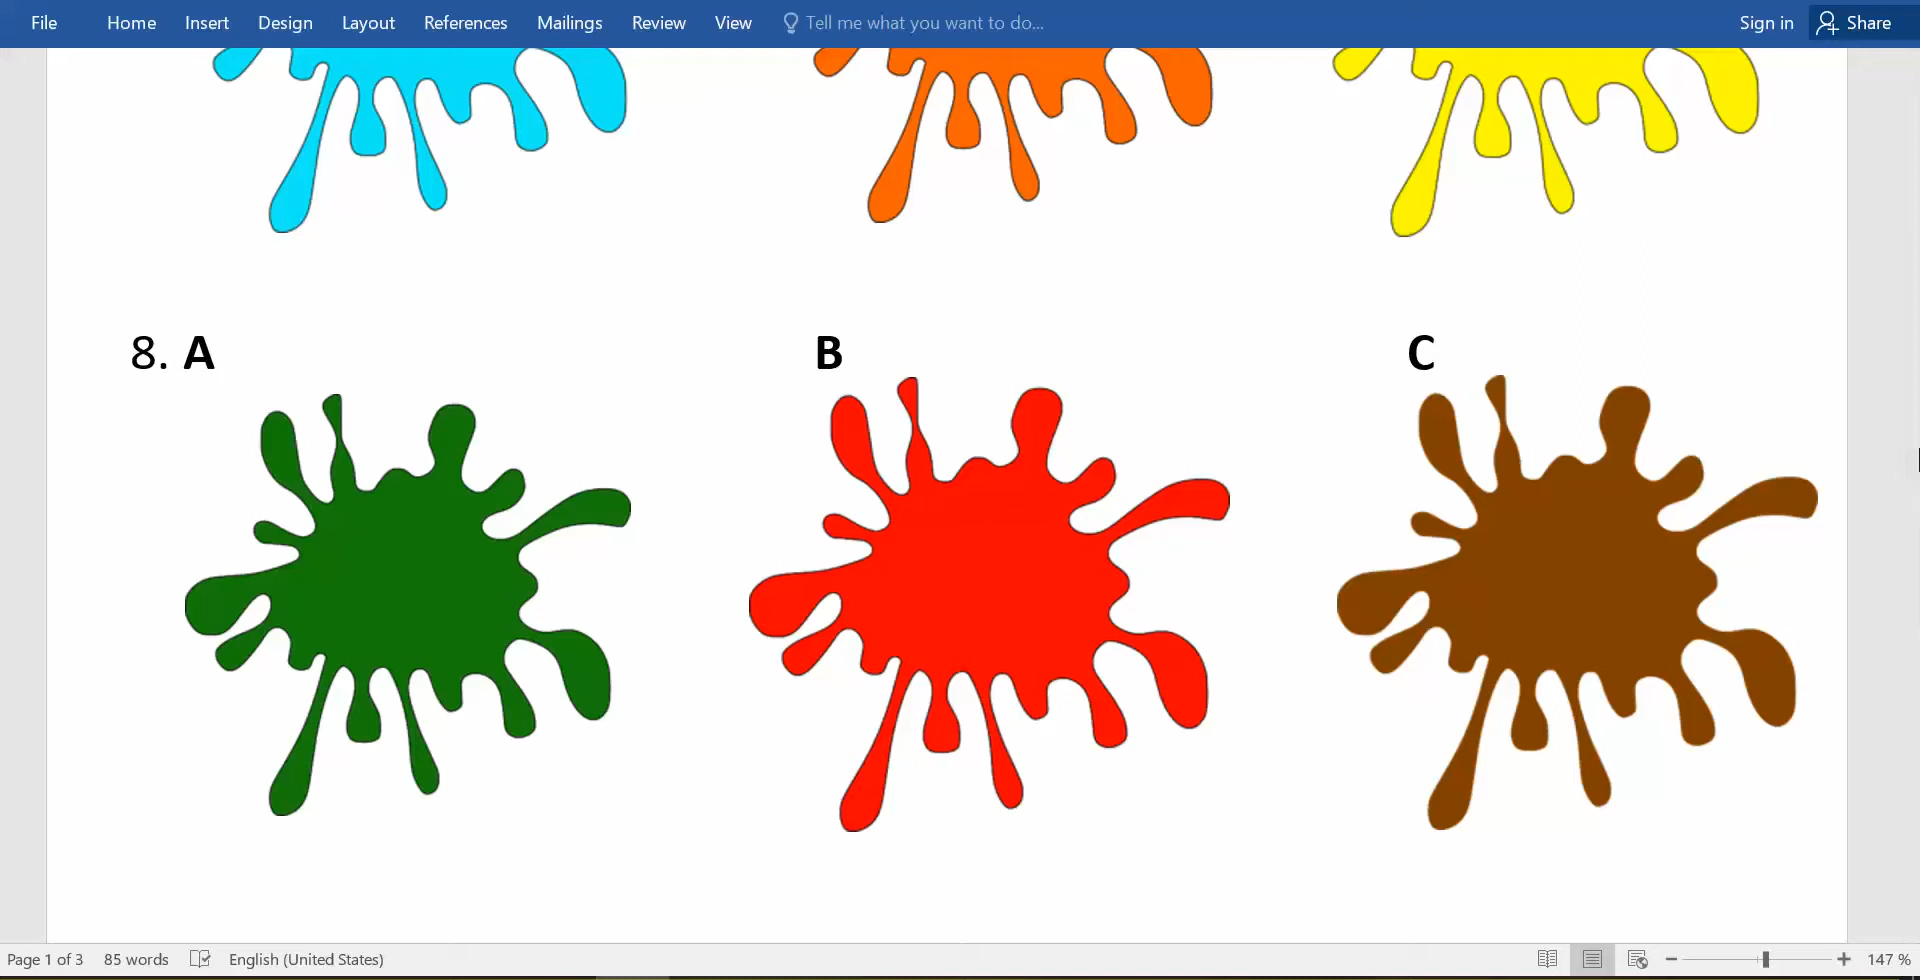 File Home Insert Design Layout References Mailings Review View Tell me what you want to do... Sign in Share
8. A B C
Page 1 of 3 85 words English (United States) 147 %